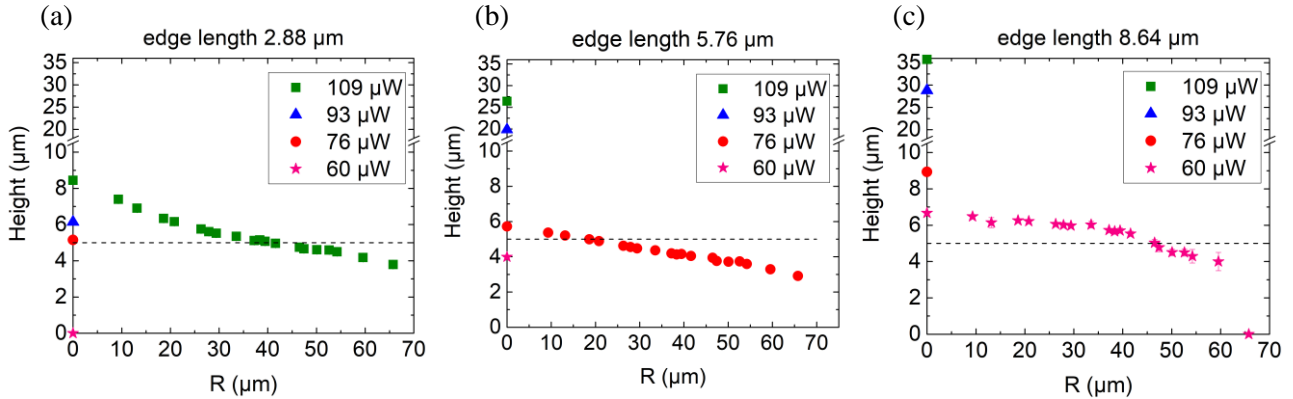 (a)
edge length 2.88 µm
109 µW
93 µW
76 µW
60 µW
35
30
25
20
10
8
6
4
2
0
Height (µm)
0 10 20 30 40 50 60 70
R (µm)
(b)
edge length 5.76 µm
109 µW
93 µW
76 µW
60 µW
35
30
25
20
10
8
6
4
2
0
Height (µm)
0 10 20 30 40 50 60 70
R (µm)
(c)
edge length 8.64 µm
109 µW
93 µW
76 µW
60 µW
35
30
25
20
10
8
6
4
2
0
Height (µm)
0 10 20 30 40 50 60 70
R (µm)